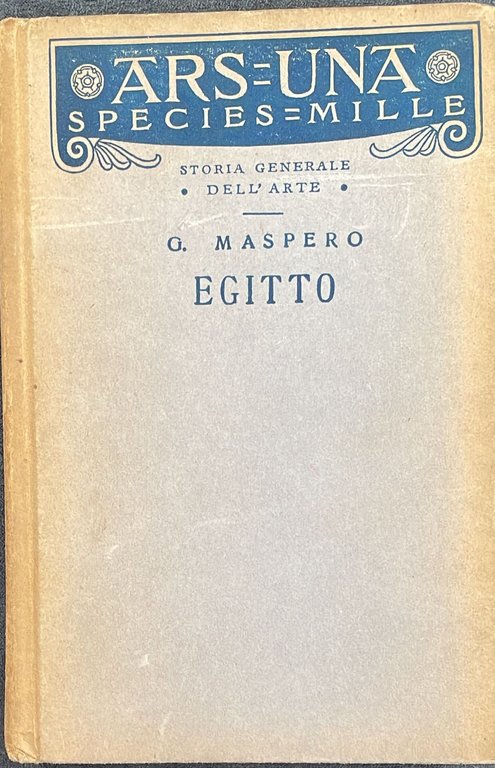 ARS=UNA
SPECIES=MILLE
STORIA GENERALE
• DELL' ARTE •
G. MASPERO
EGITTO